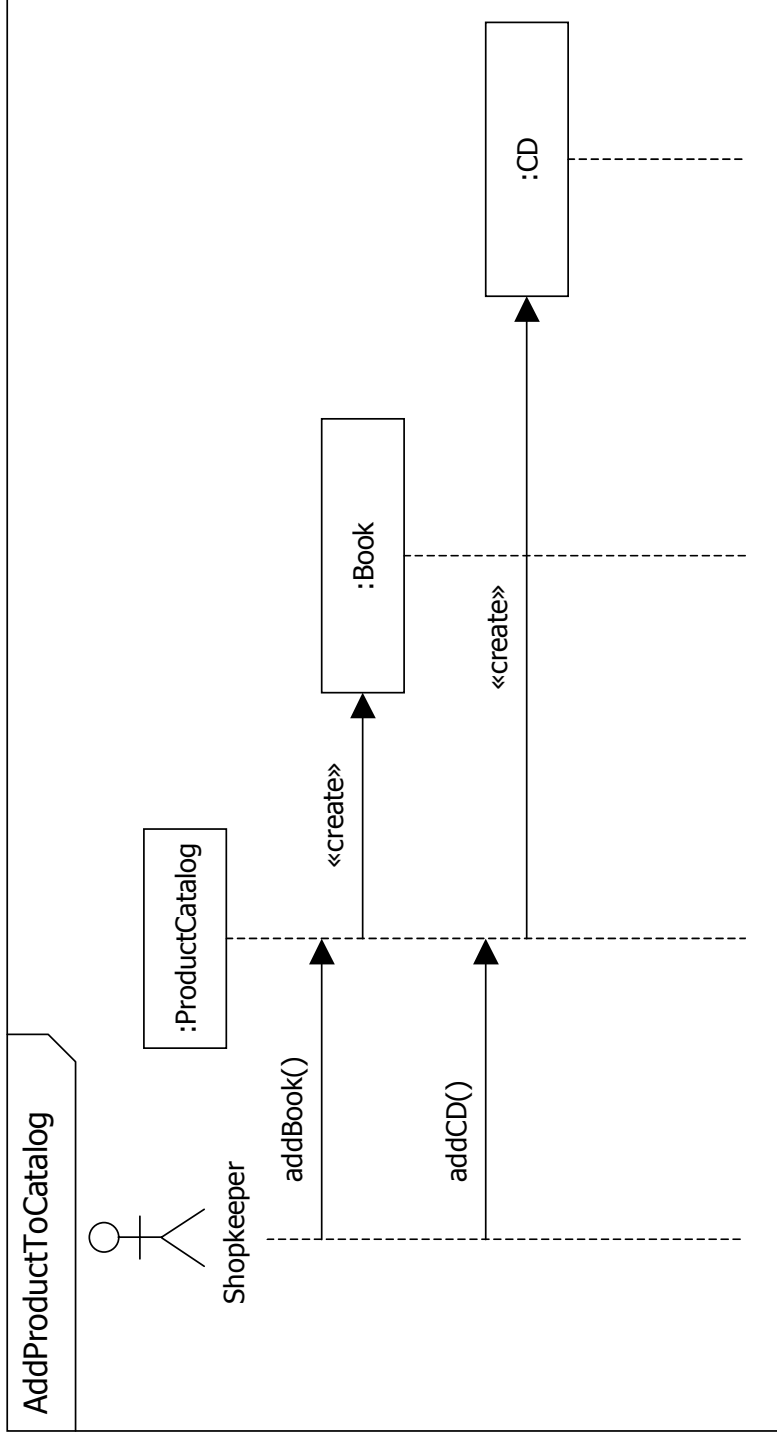 AddProductToCatalog
Shopkeeper
:ProductCatalog
addBook()
«create»
:Book
addCD()
«create»
:CD